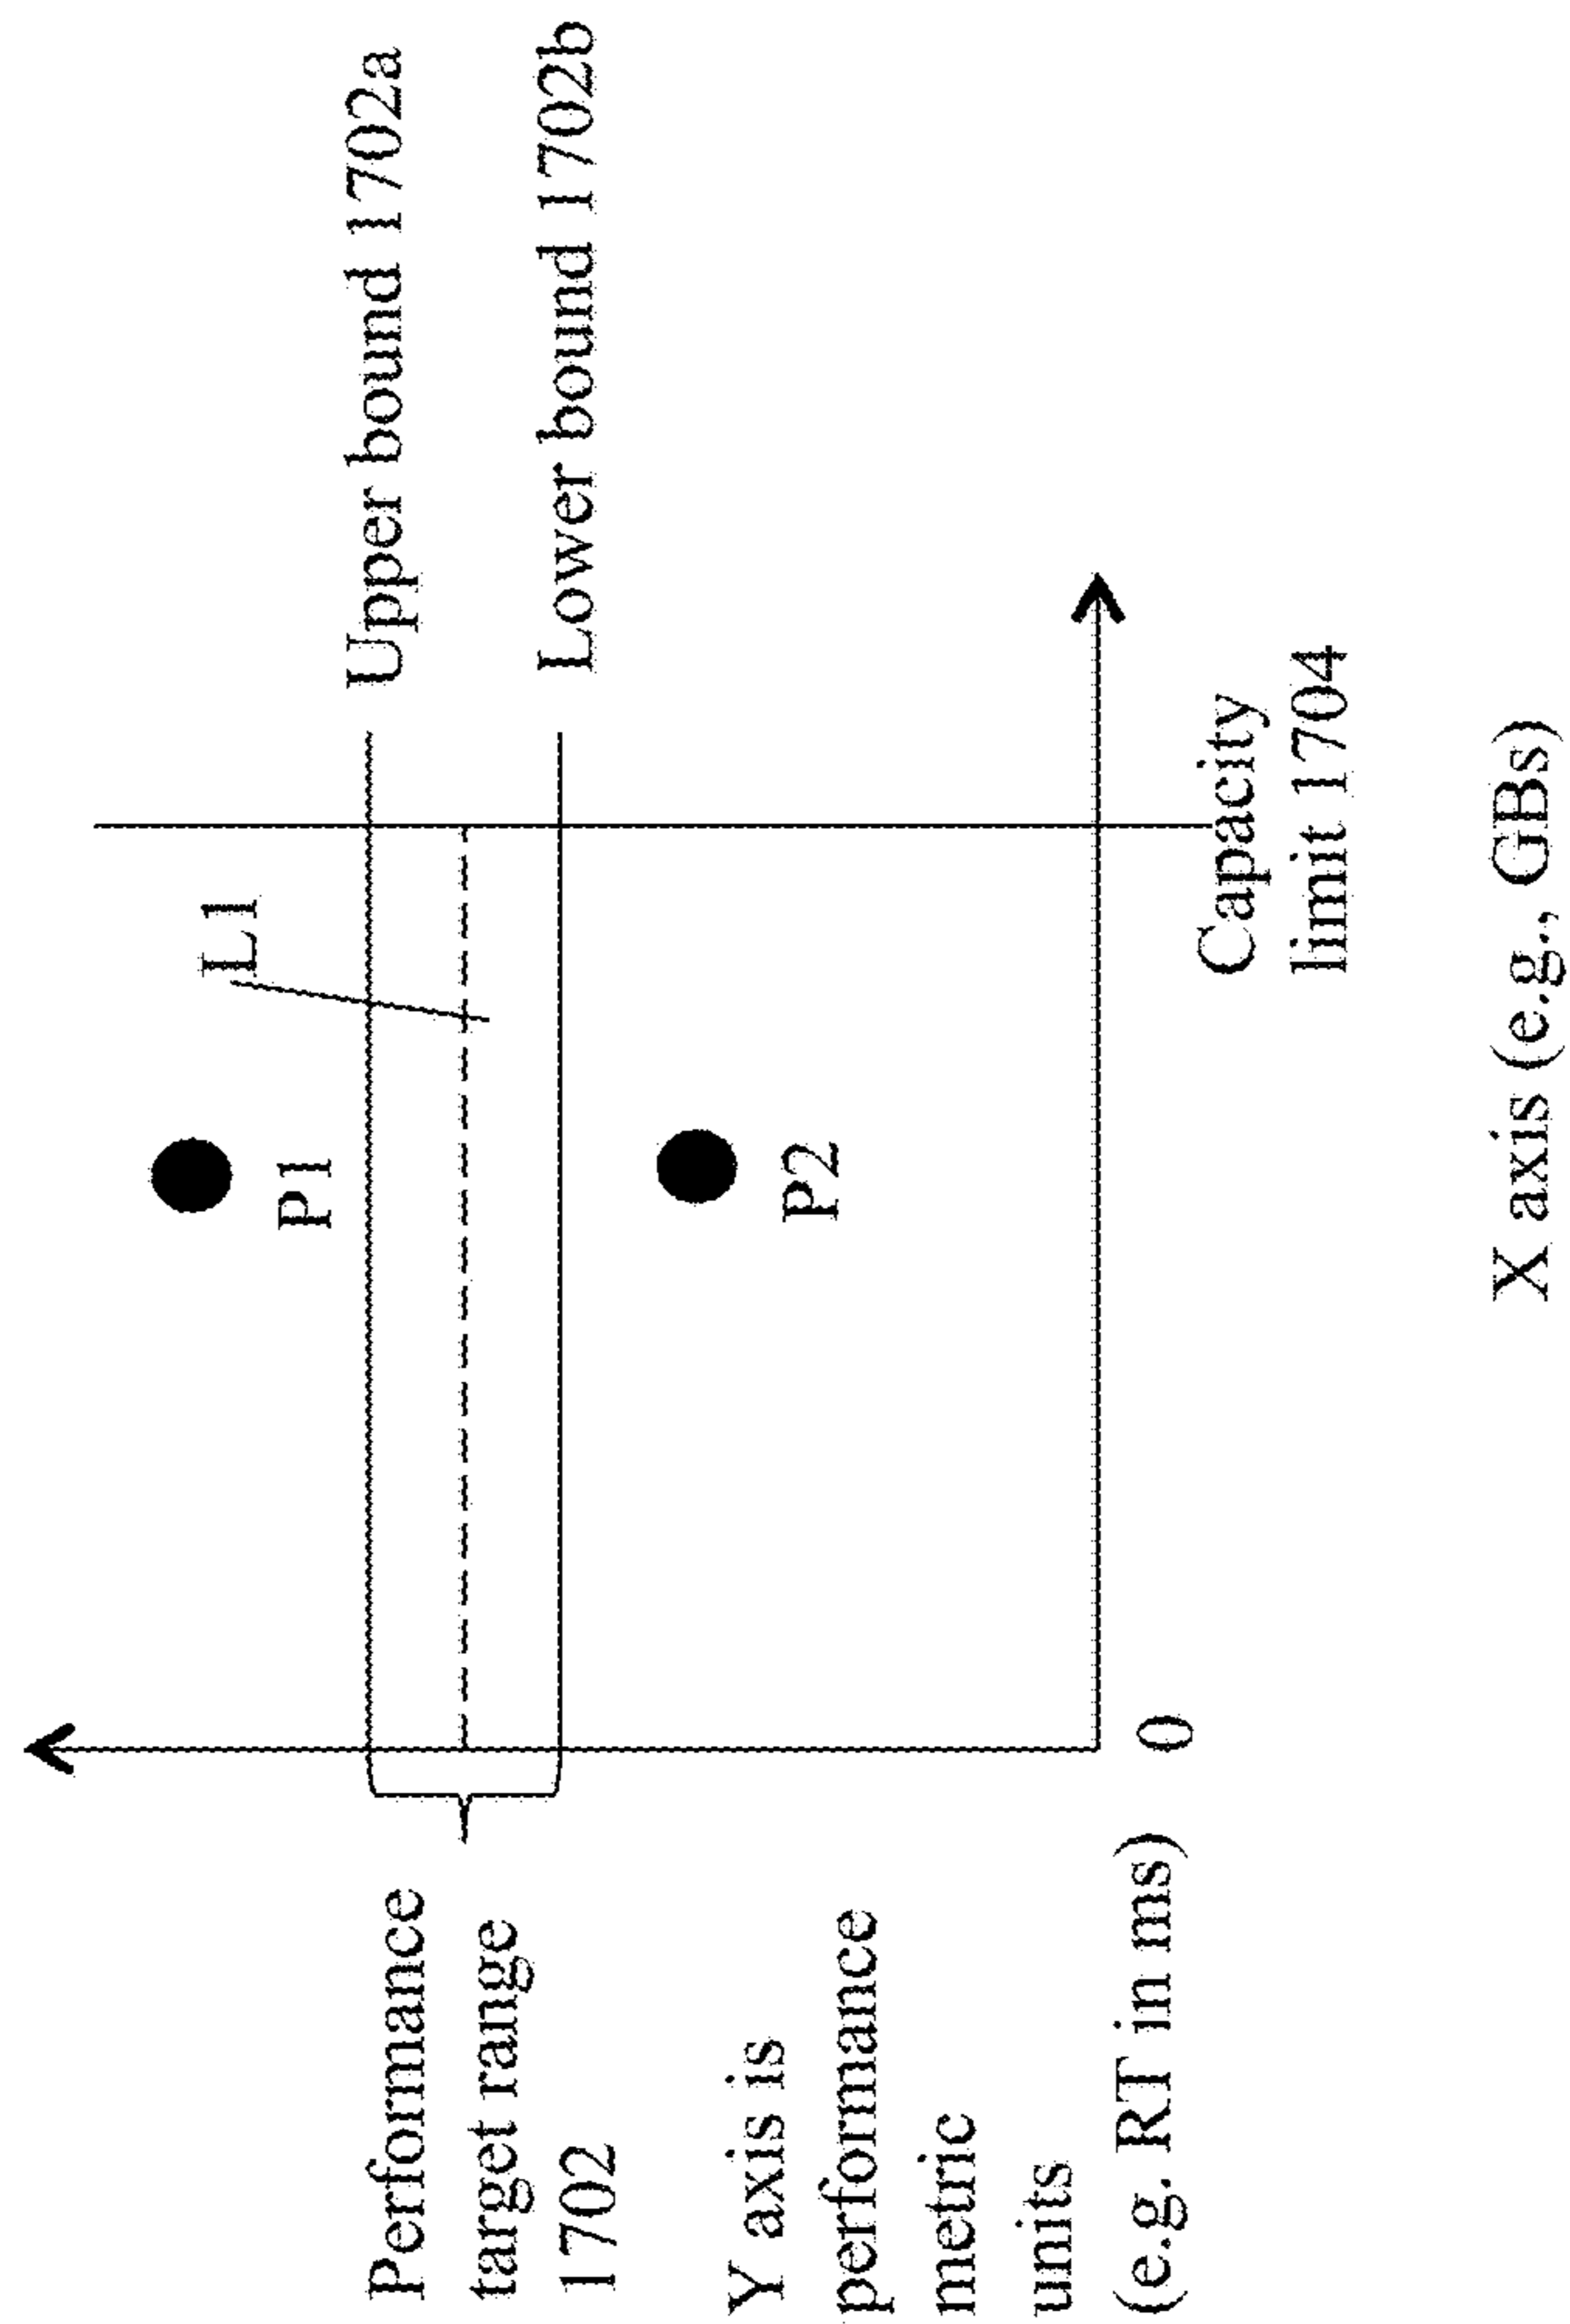 Performance
target range
1702
Y axis is
performance
metric
units
(e.g. RT in ms)
Upper bound 1702a
Lower bound 1702b
L1
P1
P2
0
Capacity
limit 1704
X axis (e.g., GBs)